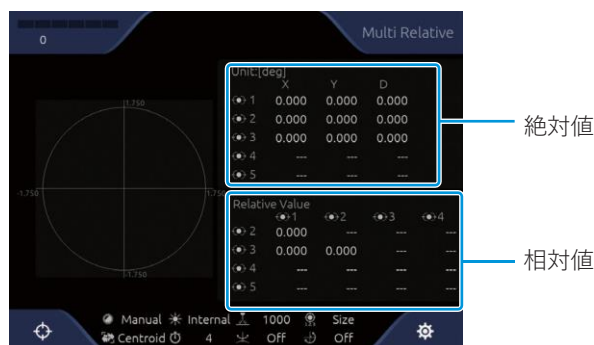 0
Multi Relative
Unit:[deg]
X Y D
1 0.000 0.000 0.000
2 0.000 0.000 0.000
3 0.000 0.000 0.000
4 --- --- ---
5 --- --- ---
絶対値
1.750
-1.750 1.750
-1.750
Relative Value
1 2 3 4
2 0.000 --- --- ---
3 0.000 0.000 --- ---
4 --- --- --- ---
5 --- --- --- ---
相対値
Manual Internal 1000 Size
Centroid 4 Off Off